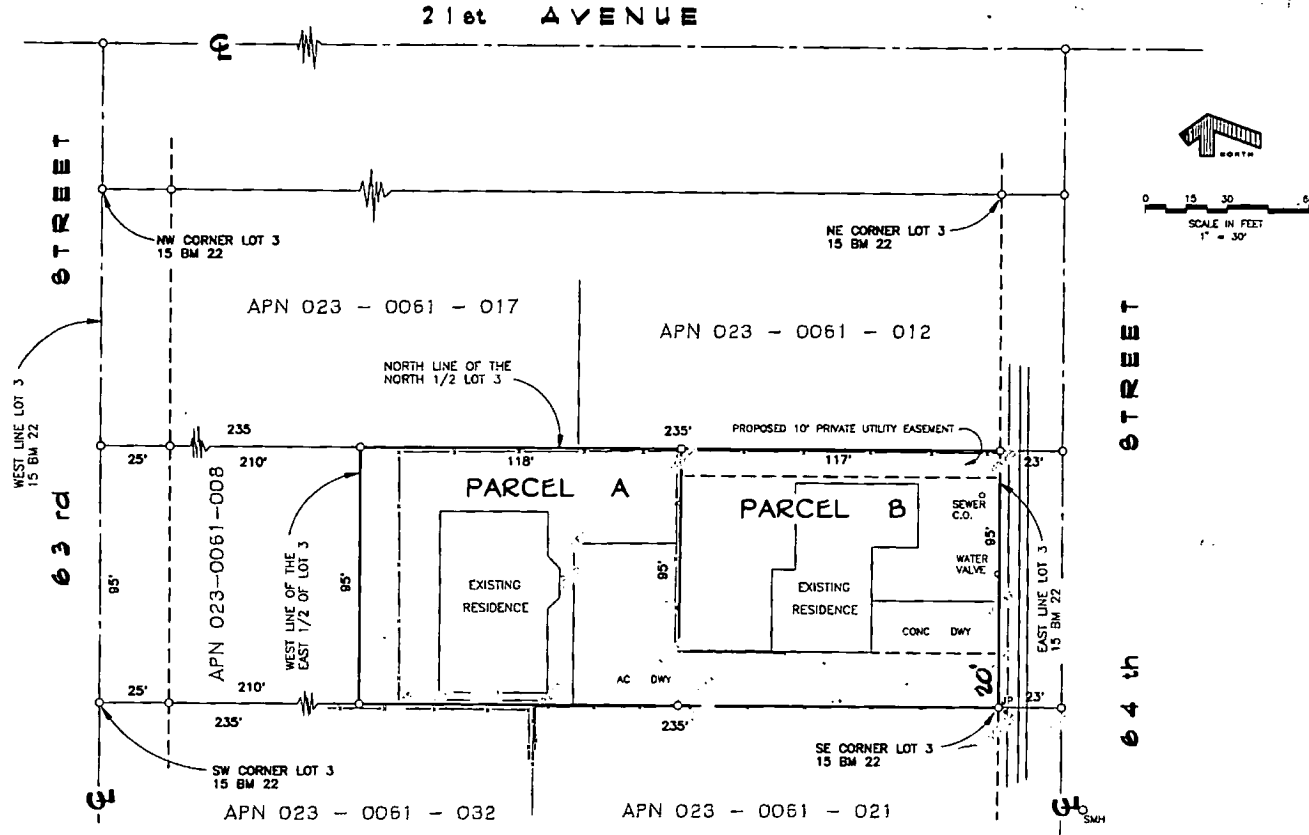 21st AVENUE
CL
NORTH
0 15 30 6
SCALE IN FEET
1" = 30'
63rd STREET
64th STREET
NW CORNER LOT 3
15 BM 22
NE CORNER LOT 3
15 BM 22
WEST LINE LOT 3
15 BM 22
APN 023 - 0061 - 017
APN 023 - 0061 - 012
NORTH LINE OF THE
NORTH 1/2 LOT 3
235
235'
PROPOSED 10' PRIVATE UTILITY EASEMENT
25'
210'
118'
117'
23'
APN 023-0061-008
PARCEL A
PARCEL B
SEWER
C.O.
WATER
VALVE
95'
WEST LINE OF THE
EAST 1/2 OF LOT 3
95'
EXISTING
RESIDENCE
95'
EXISTING
RESIDENCE
95'
EAST LINE LOT 3
15 BM 22
CONC DWY
AC DWY
20'
25'
210'
23'
235'
235'
SW CORNER LOT 3
15 BM 22
SE CORNER LOT 3
15 BM 22
CL
APN 023 - 0061 - 032
APN 023 - 0061 - 021
CL
SMH